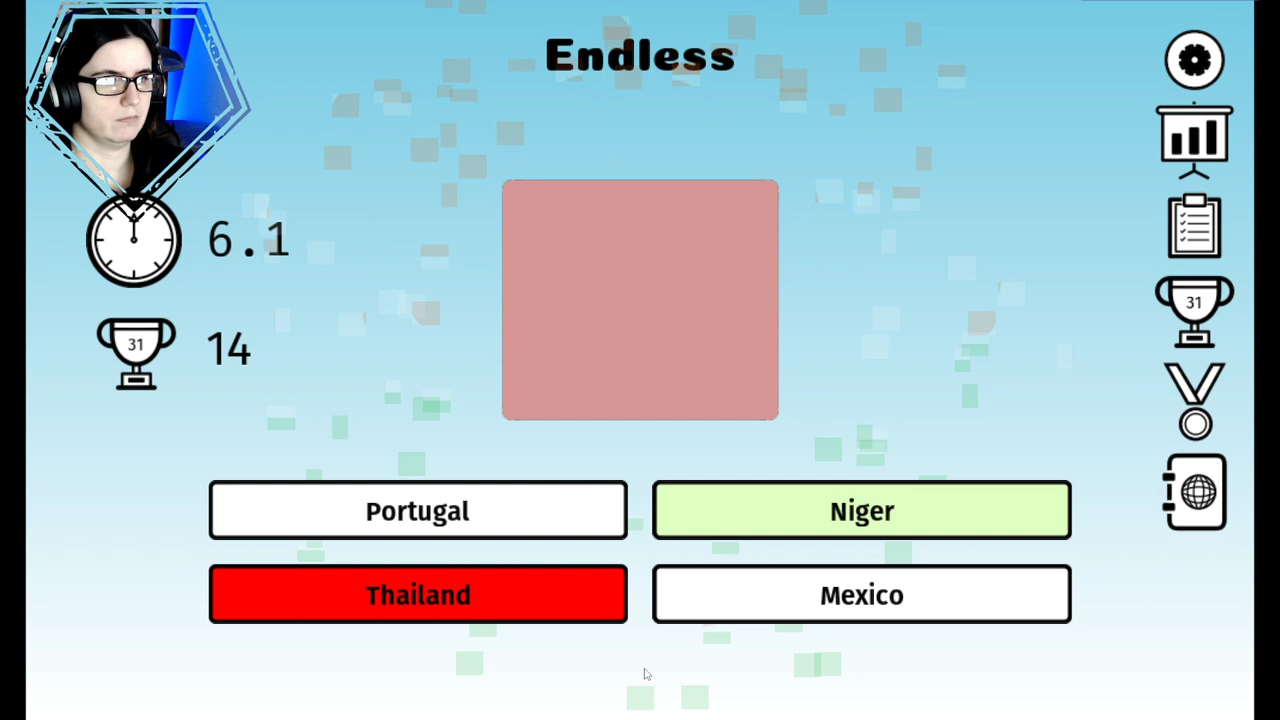 Endless
6.1
31
14
31
Portugal
Niger
Thailand
Mexico